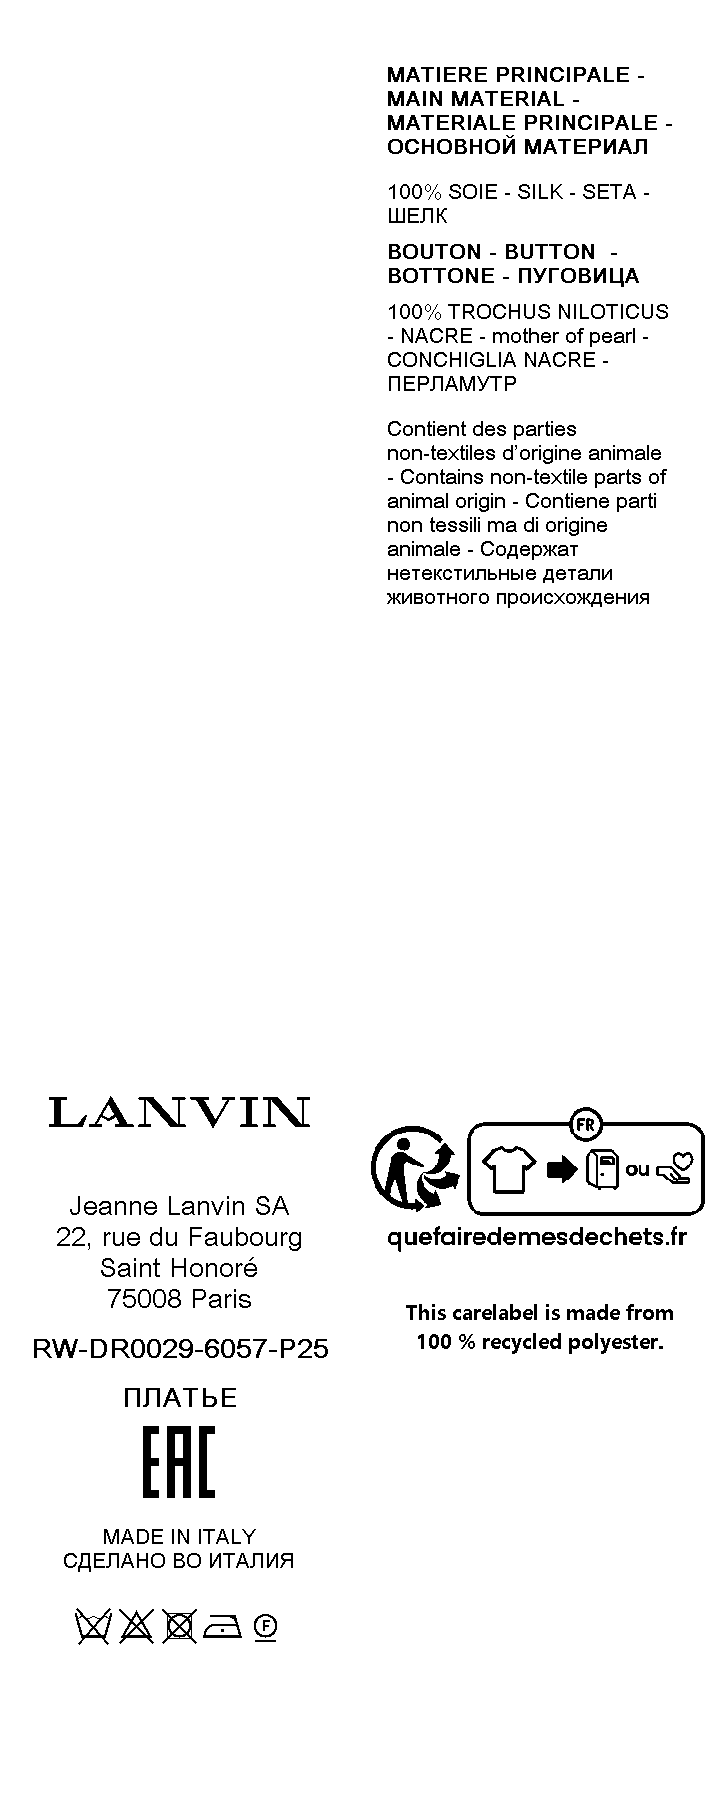 MATIERE PRINCIPALE -
MAIN MATERIAL -
MATERIALE PRINCIPALE -
ОСНОВНОЙ МАТЕРИАЛ
100% SOIE - SILK - SETA -
ШЕЛК
BOUTON - BUTTON -
BOTTONE - ПУГОВИЦА
100% TROCHUS NILOTICUS
- NACRE - mother of pearl -
CONCHIGLIA NACRE -
ПЕРЛАМУТР
Contient des parties
non-textiles d’origine animale
- Contains non-textile parts of
animal origin - Contiene parti
non tessili ma di origine
animale - Содержат
нетекстильные детали
животного происхождения
LANVIN
Jeanne Lanvin SA
22, rue du Faubourg
Saint Honoré
75008 Paris
RW-DR0029-6057-P25
ПЛАТЬЕ
EAC
MADE IN ITALY
СДЕЛАНО ВО ИТАЛИЯ
F
FR
ou
quefairedemesdechets.fr
This carelabel is made from
100 % recycled polyester.